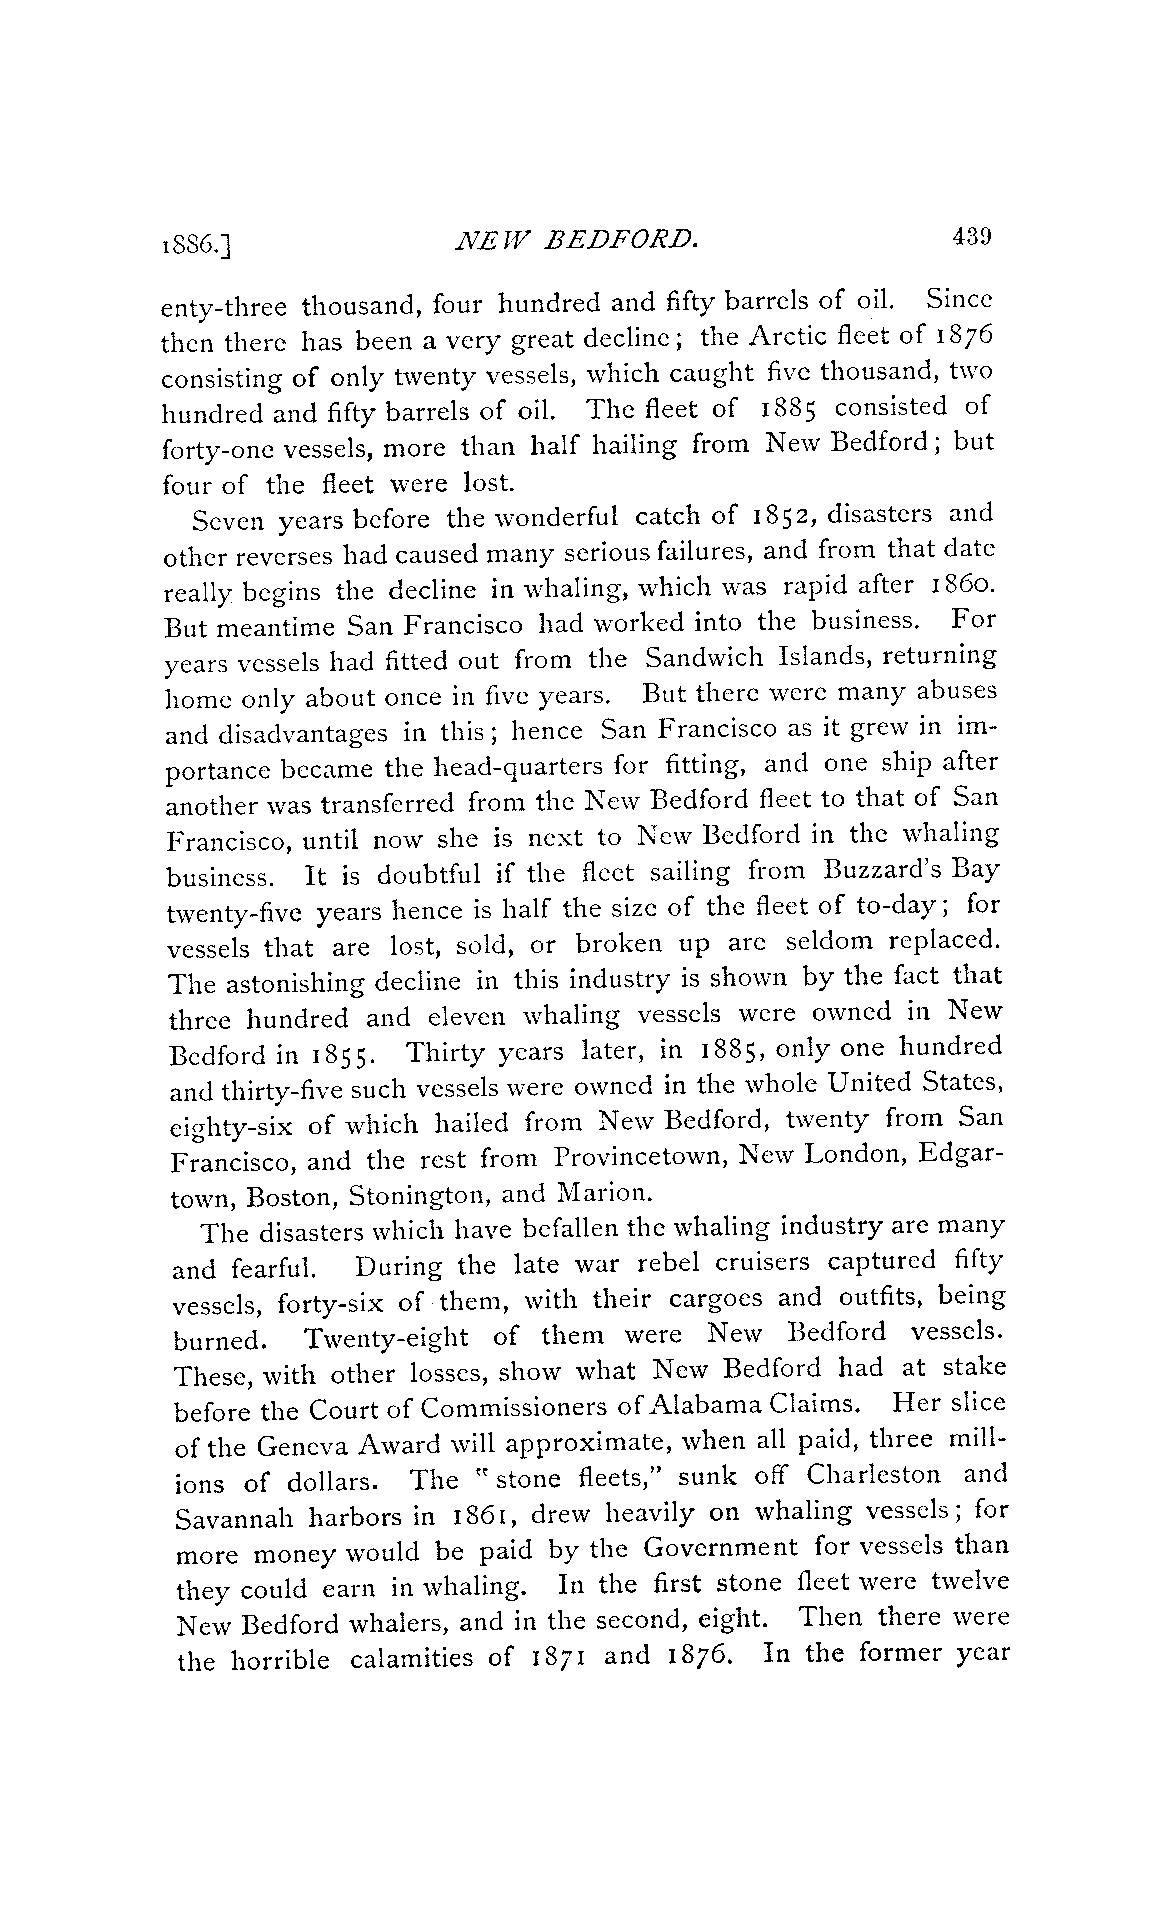 1886.] NEW BEDFORD. 439
enty-three thousand, four hundred and fifty barrels of oil. Since
then there has been a very great decline; the Arctic fleet of 1876
consisting of only twenty vessels, which caught five thousand, two
hundred and fifty barrels of oil. The fleet of 1885 consisted of
forty-one vessels, more than half hailing from New Bedford; but
four of the fleet were lost.
Seven years before the wonderful catch of 1852, disasters and
other reverses had caused many serious failures, and from that date
really begins the decline in whaling, which was rapid after 1860.
But meantime San Francisco had worked into the business. For
years vessels had fitted out from the Sandwich Islands, returning
home only about once in five years. But there were many abuses
and disadvantages in this; hence San Francisco as it grew in im-
portance became the head-quarters for fitting, and one ship after
another was transferred from the New Bedford fleet to that of San
Francisco, until now she is next to New Bedford in the whaling
business. It is doubtful if the fleet sailing from Buzzard's Bay
twenty-five years hence is half the size of the fleet of to-day; for
vessels that are lost, sold, or broken up are seldom replaced.
The astonishing decline in this industry is shown by the fact that
three hundred and eleven whaling vessels were owned in New
Bedford in 1855. Thirty years later, in 1885, only one hundred
and thirty-five such vessels were owned in the whole United States,
eighty-six of which hailed from New Bedford, twenty from San
Francisco, and the rest from Provincetown, New London, Edgar-
town, Boston, Stonington, and Marion.
The disasters which have befallen the whaling industry are many
and fearful. During the late war rebel cruisers captured fifty
vessels, forty-six of them, with their cargoes and outfits, being
burned. Twenty-eight of them were New Bedford vessels.
These, with other losses, show what New Bedford had at stake
before the Court of Commissioners of Alabama Claims. Her slice
of the Geneva Award will approximate, when all paid, three mill-
ions of dollars. The "stone fleets," sunk off Charleston and
Savannah harbors in 1861, drew heavily on whaling vessels; for
more money would be paid by the Government for vessels than
they could earn in whaling. In the first stone fleet were twelve
New Bedford whalers, and in the second, eight. Then there were
the horrible calamities of 1871 and 1876. In the former year